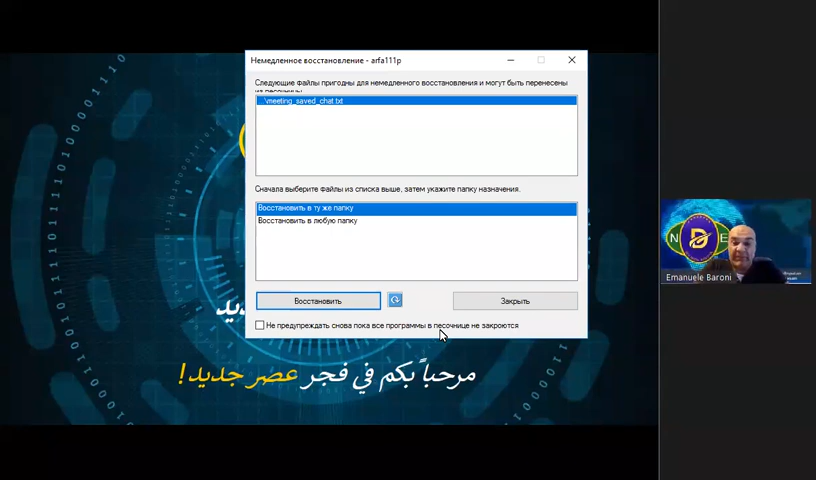 Немедленное восстановление - arfa111p
Следующие файлы пригодны для немедленного восстановления и могут быть перенесены
из песочницы
.\meeting_saved_chat.txt
Сначала выберите файлы из списка выше, затем укажите папку назначения.
Восстановить в ту же папку
Восстановить в любую папку
Восстановить
Закрыть
Не предупреждать снова пока все программы в песочнице не закроются
مرحباً بكم في فجر عصر جديد!
N D E
Emanuele Baroni